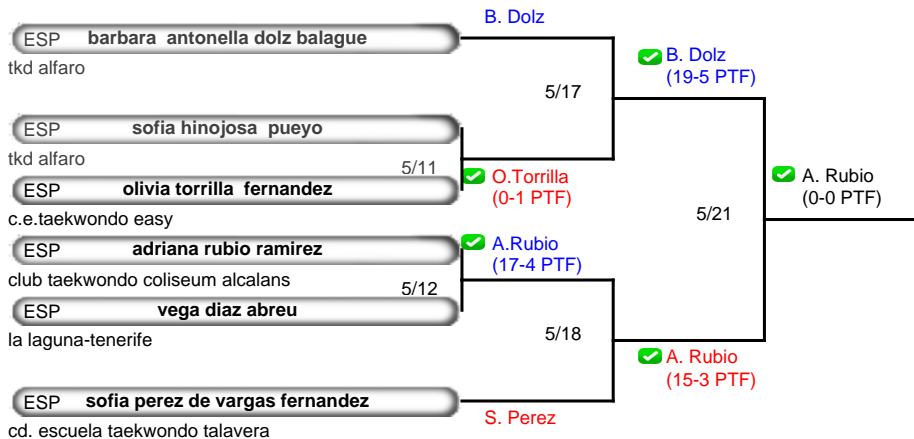 B. Dolz
ESP barbara antonella dolz balague
tkd alfaro
B. Dolz
(19-5 PTF)
5/17
ESP sofia hinojosa pueyo
tkd alfaro
5/11
O.Torrilla
(0-1 PTF)
ESP olivia torrilla fernandez
c.e.taekwondo easy
A. Rubio
(0-0 PTF)
5/21
ESP adriana rubio ramirez
club taekwondo coliseum alcalans
A.Rubio
(17-4 PTF)
5/12
ESP vega diaz abreu
la laguna-tenerife
5/18
A. Rubio
(15-3 PTF)
ESP sofia perez de vargas fernandez
cd. escuela taekwondo talavera
S. Perez